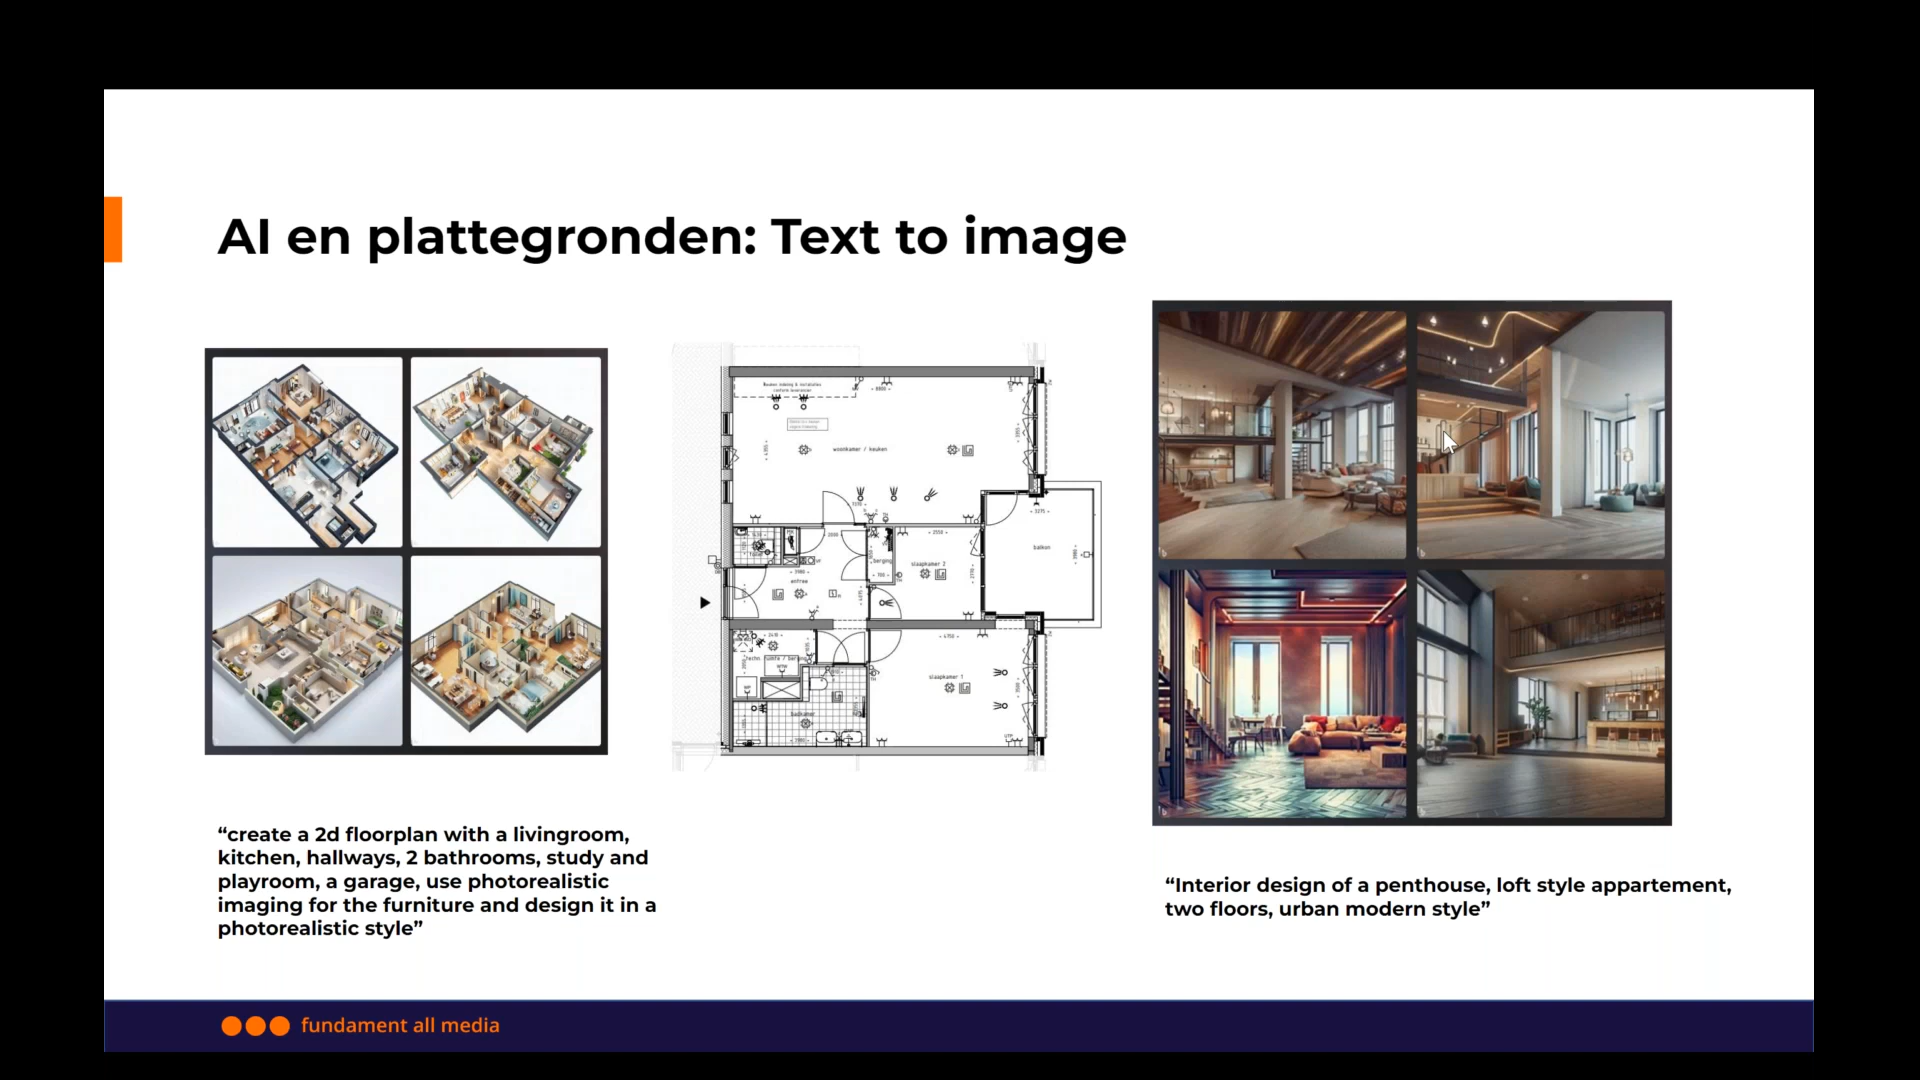 AI en plattegronden: Text to image
woonkamer / keuken
balkon
berging
slaapkamer 2
entree
slaapkamer 1
badkamer
“create a 2d floorplan with a livingroom,
kitchen, hallways, 2 bathrooms, study and
playroom, a garage, use photorealistic
imaging for the furniture and design it in a
photorealistic style”
“Interior design of a penthouse, loft style appartement,
two floors, urban modern style”
fundament all media